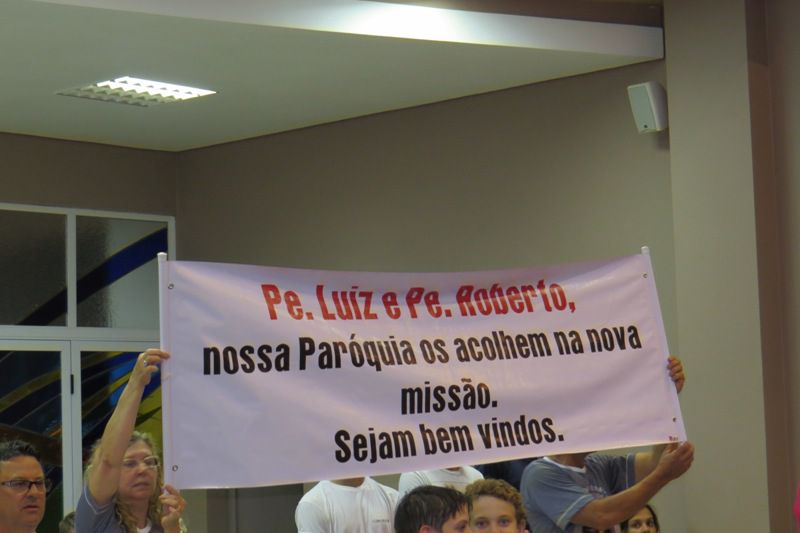 Pe. Luiz e Pe. Roberto,
nossa Paróquia os acolhem na nova
missão.
Sejam bem vindos.